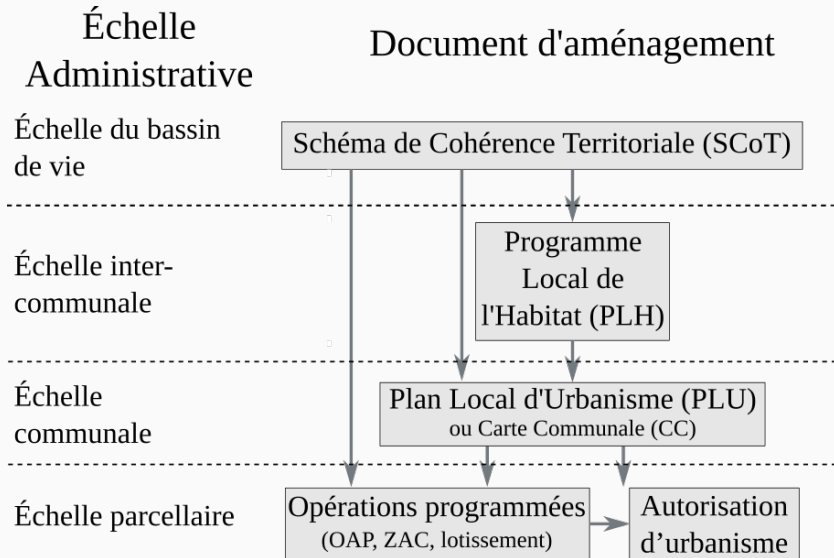 Échelle
Administrative
Document d'aménagement
Échelle du bassin
de vie
Schéma de Cohérence Territoriale (SCoT)
Échelle inter-
communale
Programme
Local de
l'Habitat (PLH)
Échelle
communale
Plan Local d'Urbanisme (PLU)
ou Carte Communale (CC)
Échelle parcellaire
Opérations programmées
(OAP, ZAC, lotissement)
Autorisation
d’urbanisme